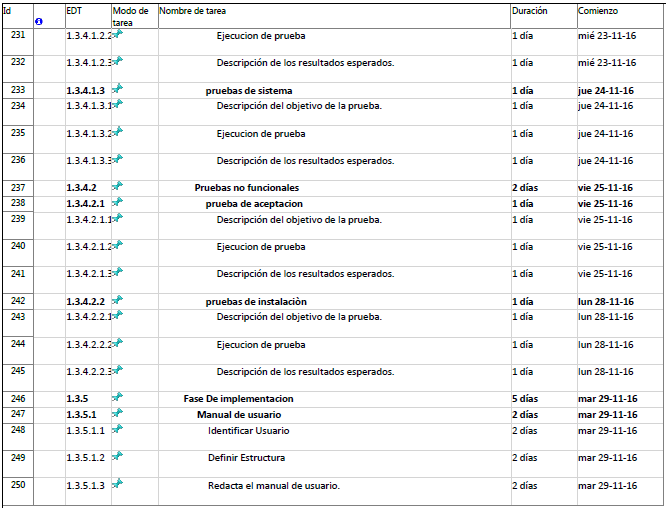 Id EDT Modo de tarea Nombre de tarea Duración Comienzo
231 1.3.4.1.2.2 Ejecucion de prueba 1 día mié 23-11-16
232 1.3.4.1.2.3 Descripción de los resultados esperados. 1 día mié 23-11-16
233 1.3.4.1.3 pruebas de sistema 1 día jue 24-11-16
234 1.3.4.1.3.1 Descripción del objetivo de la prueba. 1 día jue 24-11-16
235 1.3.4.1.3.2 Ejecucion de prueba 1 día jue 24-11-16
236 1.3.4.1.3.3 Descripción de los resultados esperados. 1 día jue 24-11-16
237 1.3.4.2 Pruebas no funcionales 2 días vie 25-11-16
238 1.3.4.2.1 prueba de aceptacion 1 día vie 25-11-16
239 1.3.4.2.1.1 Descripción del objetivo de la prueba. 1 día vie 25-11-16
240 1.3.4.2.1.2 Ejecucion de prueba 1 día vie 25-11-16
241 1.3.4.2.1.3 Descripción de los resultados esperados. 1 día vie 25-11-16
242 1.3.4.2.2 pruebas de instalaciòn 1 día lun 28-11-16
243 1.3.4.2.2.1 Descripción del objetivo de la prueba. 1 día lun 28-11-16
244 1.3.4.2.2.2 Ejecucion de prueba 1 día lun 28-11-16
245 1.3.4.2.2.3 Descripción de los resultados esperados. 1 día lun 28-11-16
246 1.3.5 Fase De implementacion 5 días mar 29-11-16
247 1.3.5.1 Manual de usuario 2 días mar 29-11-16
248 1.3.5.1.1 Identificar Usuario 2 días mar 29-11-16
249 1.3.5.1.2 Definir Estructura 2 días mar 29-11-16
250 1.3.5.1.3 Redacta el manual de usuario. 2 días mar 29-11-16